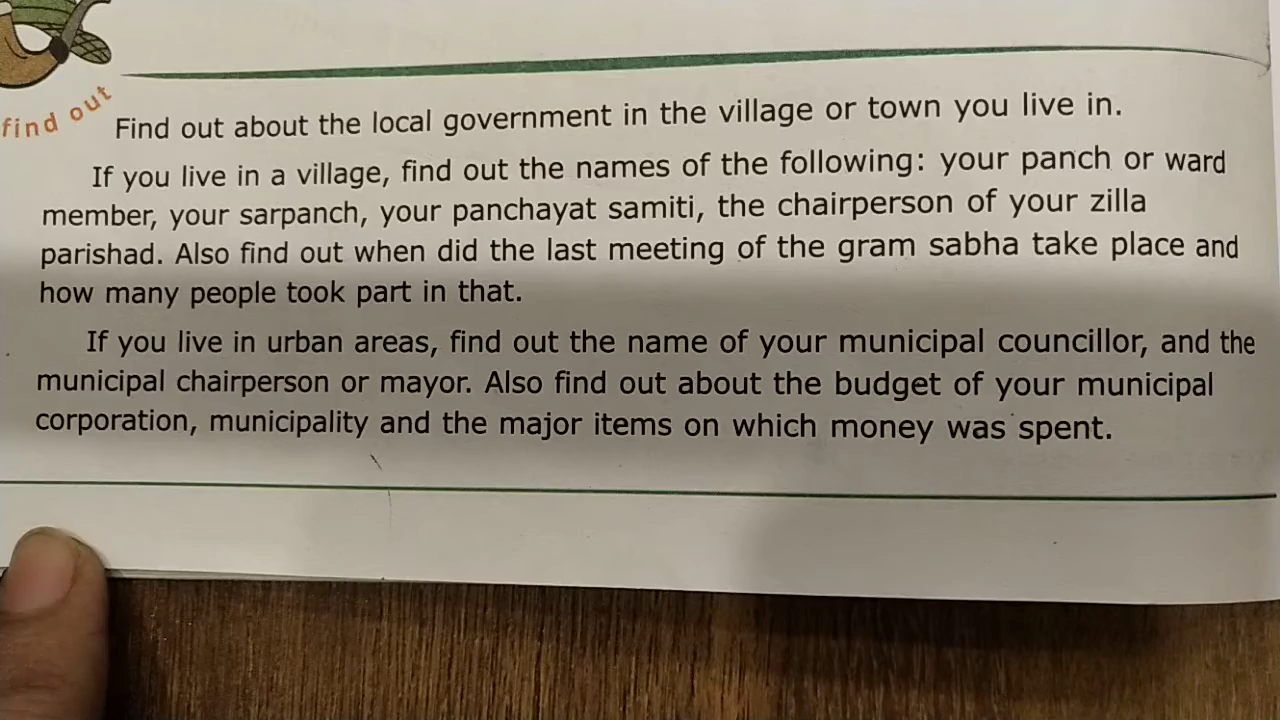 find out
Find out about the local government in the village or town you live in.
If you live in a village, find out the names of the following: your panch or ward
member, your sarpanch, your panchayat samiti, the chairperson of your zilla
parishad. Also find out when did the last meeting of the gram sabha take place and
how many people took part in that.
If you live in urban areas, find out the name of your municipal councillor, and the
municipal chairperson or mayor. Also find out about the budget of your municipal
corporation, municipality and the major items on which money was spent.